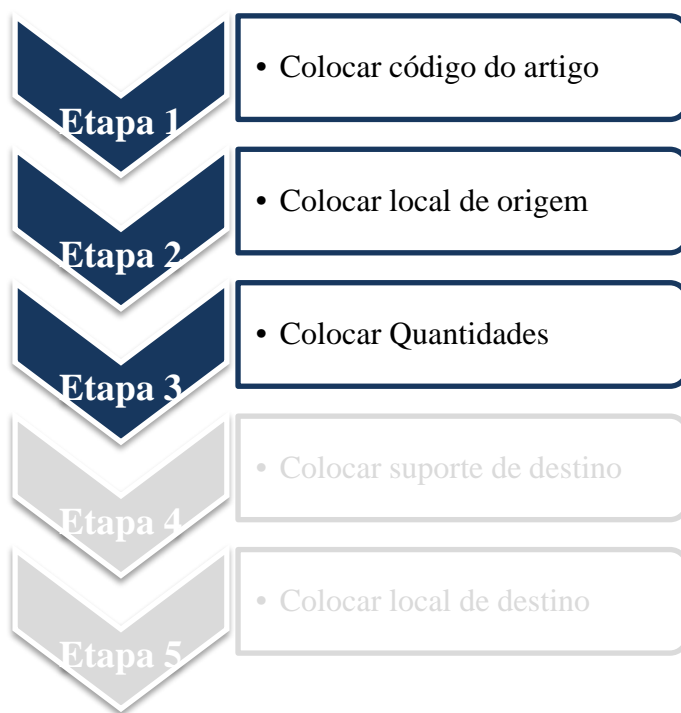 Etapa 1
• Colocar código do artigo
Etapa 2
• Colocar local de origem
Etapa 3
• Colocar Quantidades
Etapa 4
• Colocar suporte de destino
Etapa 5
• Colocar local de destino